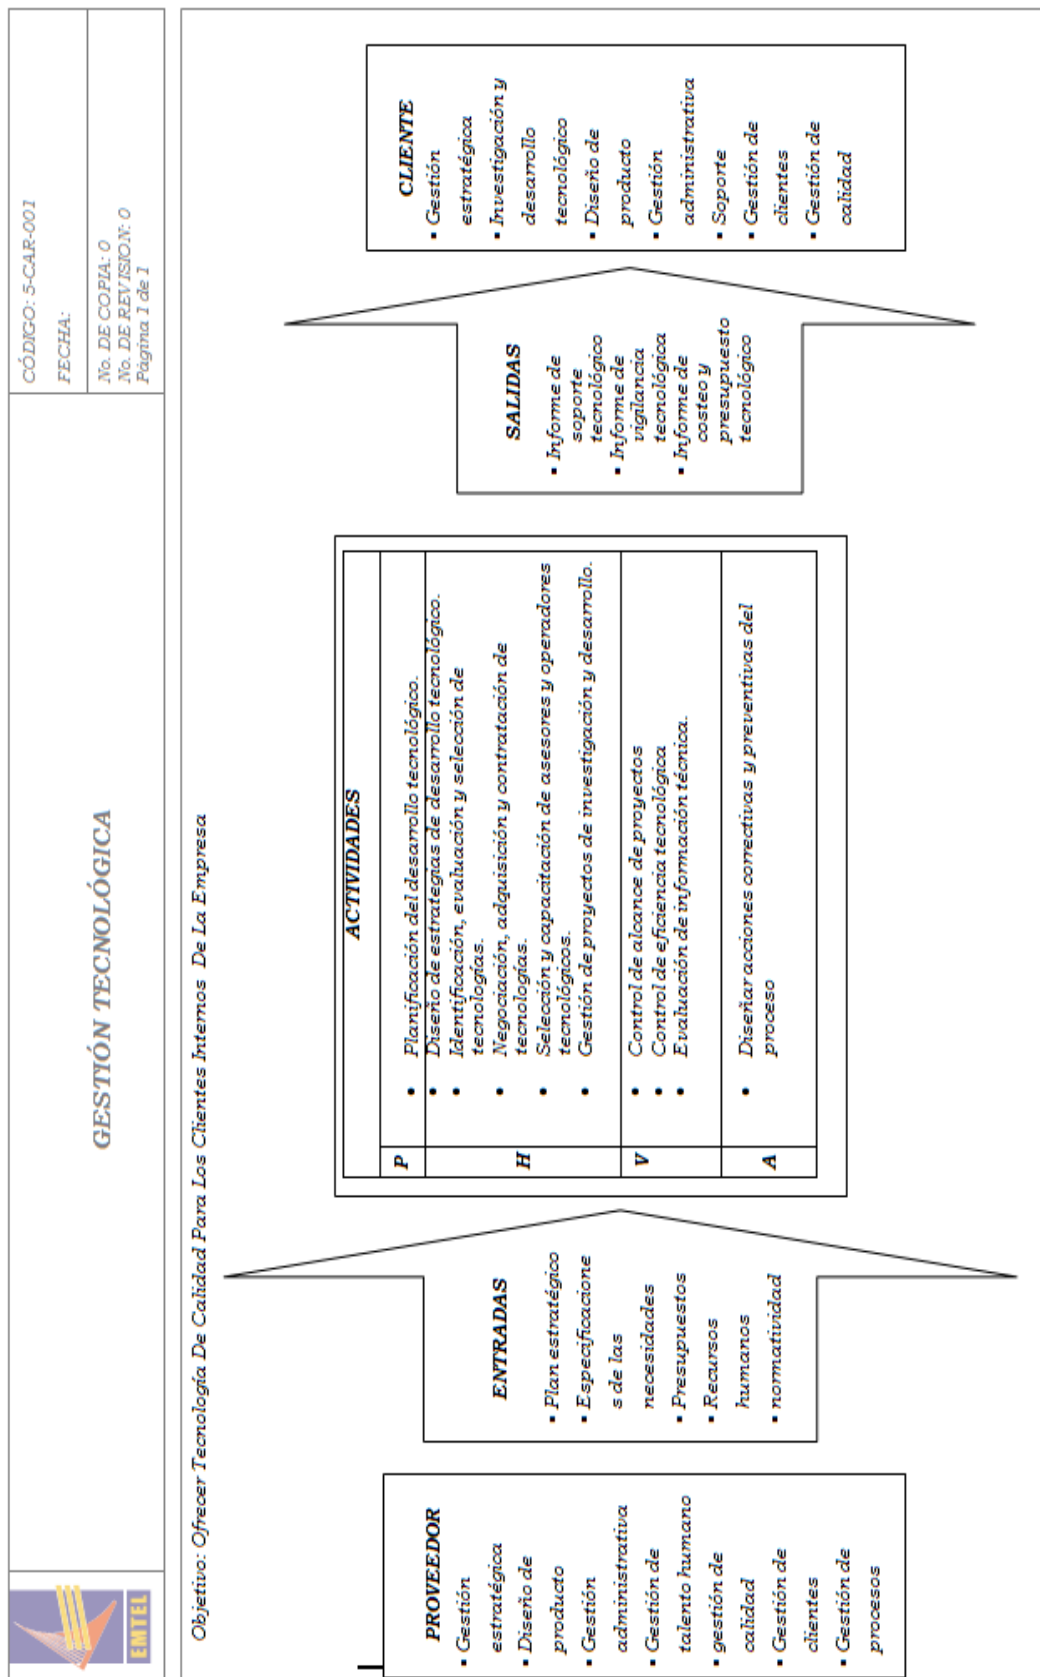 EMTEL
GESTIÓN TECNOLÓGICA
CÓDIGO: 5-CAR-001
FECHA:
No. DE COPIA: 0
No. DE REVISION: 0
Página 1 de 1
Objetivo: Ofrecer Tecnología De Calidad Para Los Clientes Internos De La Empresa
PROVEEDOR
▪ Gestión
estratégica
▪ Diseño de
producto
▪ Gestión
administrativa
▪ Gestión de
talento humano
▪ gestión de
calidad
▪ Gestión de
clientes
▪ Gestión de
procesos
ENTRADAS
▪ Plan estratégico
▪ Especificacione
s de las
necesidades
▪ Presupuestos
▪ Recursos
humanos
▪ normatividad
ACTIVIDADES
P
• Planificación del desarrollo tecnológico.
H
• Diseño de estrategias de desarrollo tecnológico.
• Identificación, evaluación y selección de
tecnologías.
• Negociación, adquisición y contratación de
tecnologías.
• Selección y capacitación de asesores y operadores
tecnológicos.
• Gestión de proyectos de investigación y desarrollo.
V
• Control de alcance de proyectos
• Control de eficiencia tecnológica
• Evaluación de información técnica.
A
• Diseñar acciones correctivas y preventivas del
proceso
SALIDAS
▪ Informe de
soporte
tecnológico
▪ Informe de
vigilancia
tecnológica
▪ Informe de
costeo y
presupuesto
tecnológico
CLIENTE
▪ Gestión
estratégica
▪ Investigación y
desarrollo
tecnológico
▪ Diseño de
producto
▪ Gestión
administrativa
▪ Soporte
▪ Gestión de
clientes
▪ Gestión de
calidad